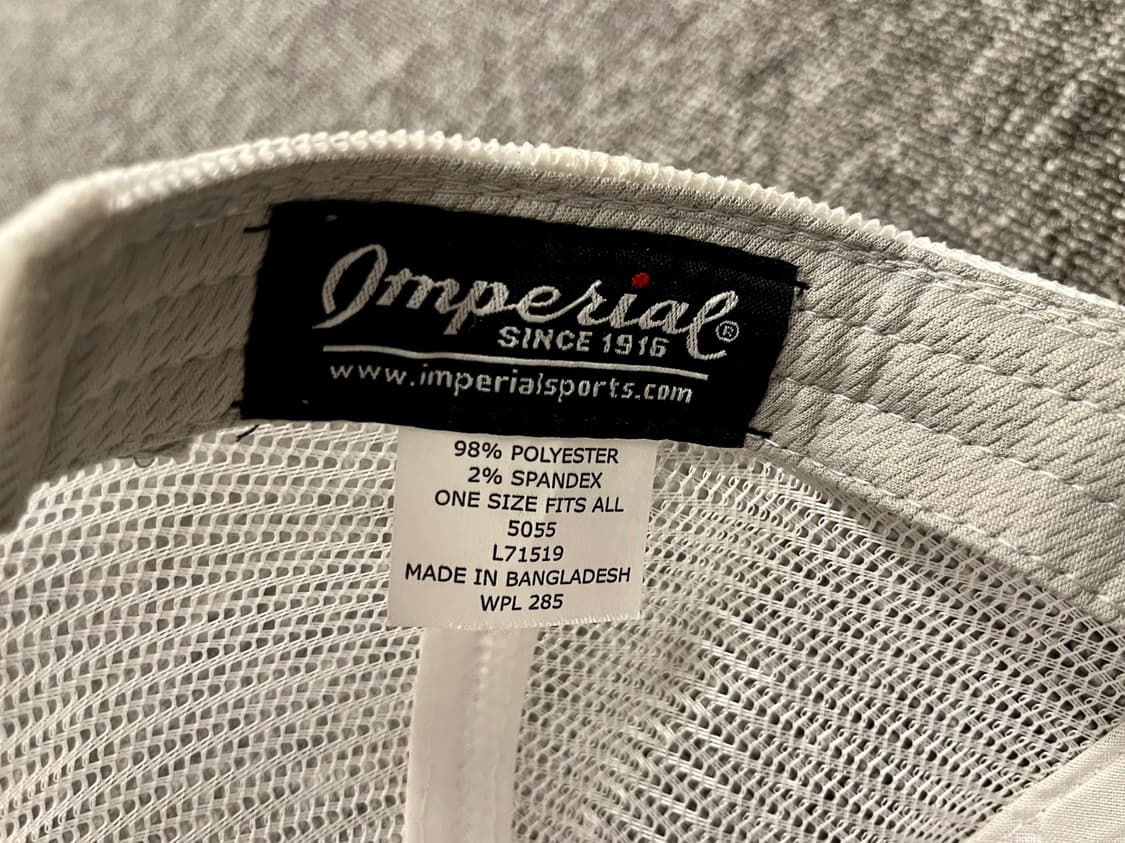 Imperial®
SINCE 1916
www.imperialsports.com
98% POLYESTER
2% SPANDEX
ONE SIZE FITS ALL
5055
L71519
MADE IN BANGLADESH
WPL 285